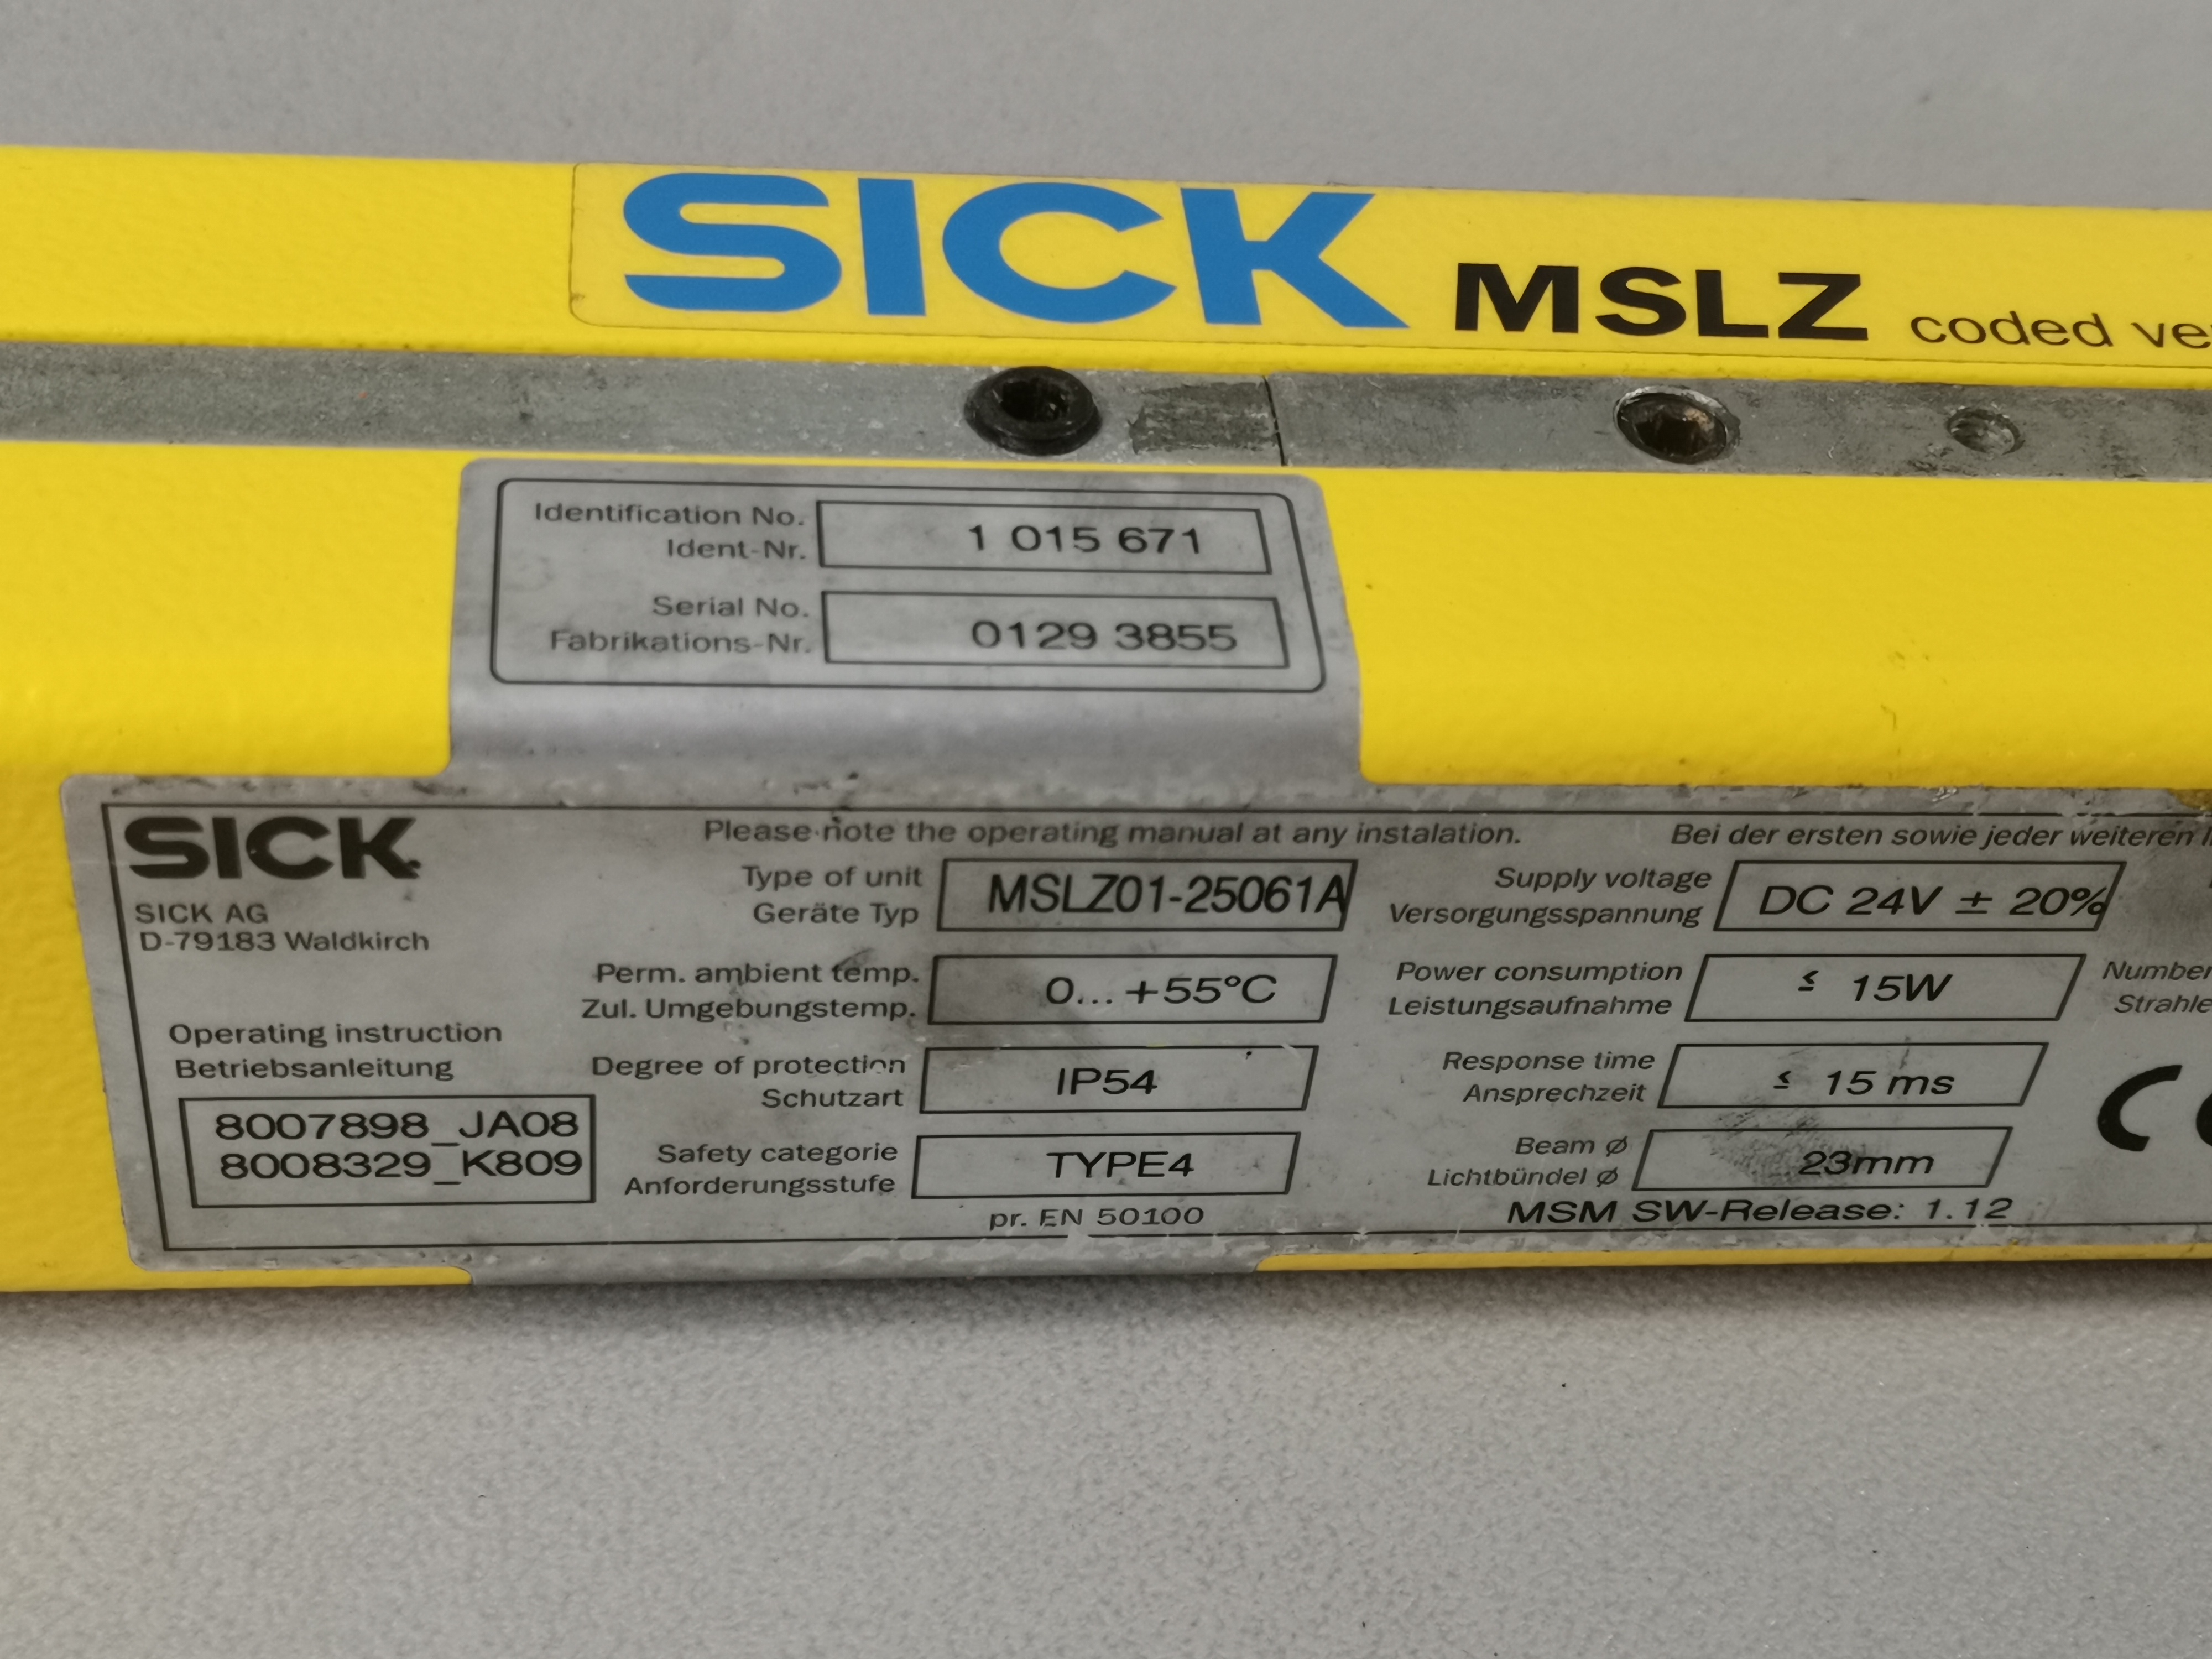 SICK MSLZ coded
Identification No.
Ident-Nr.
1 015 671
Serial No.
Fabrikations-Nr.
0129 3855
SICK
SICK AG
D-79183 Waldkirch
Operating instruction
Betriebsanleitung
8007898_JA08
8008329_K809
Please note the operating manual at any instalation.
Type of unit
Geräte Typ
MSLZ01-25061A
Perm. ambient temp.
Zul. Umgebungstemp.
0...+55°C
Degree of protection
Schutzart
IP54
Safety categorie
Anforderungsstufe
TYPE4
pr. EN 50100
Bei der ersten sowie jeder weiteren
Supply voltage
Versorgungsspannung
DC 24V ± 20%
Power consumption
Leistungsaufnahme
≤ 15W
Response time
Ansprechzeit
≤ 15 ms
Beam ø
Lichtbündel ø
23mm
MSM SW-Release: 1.12
Number